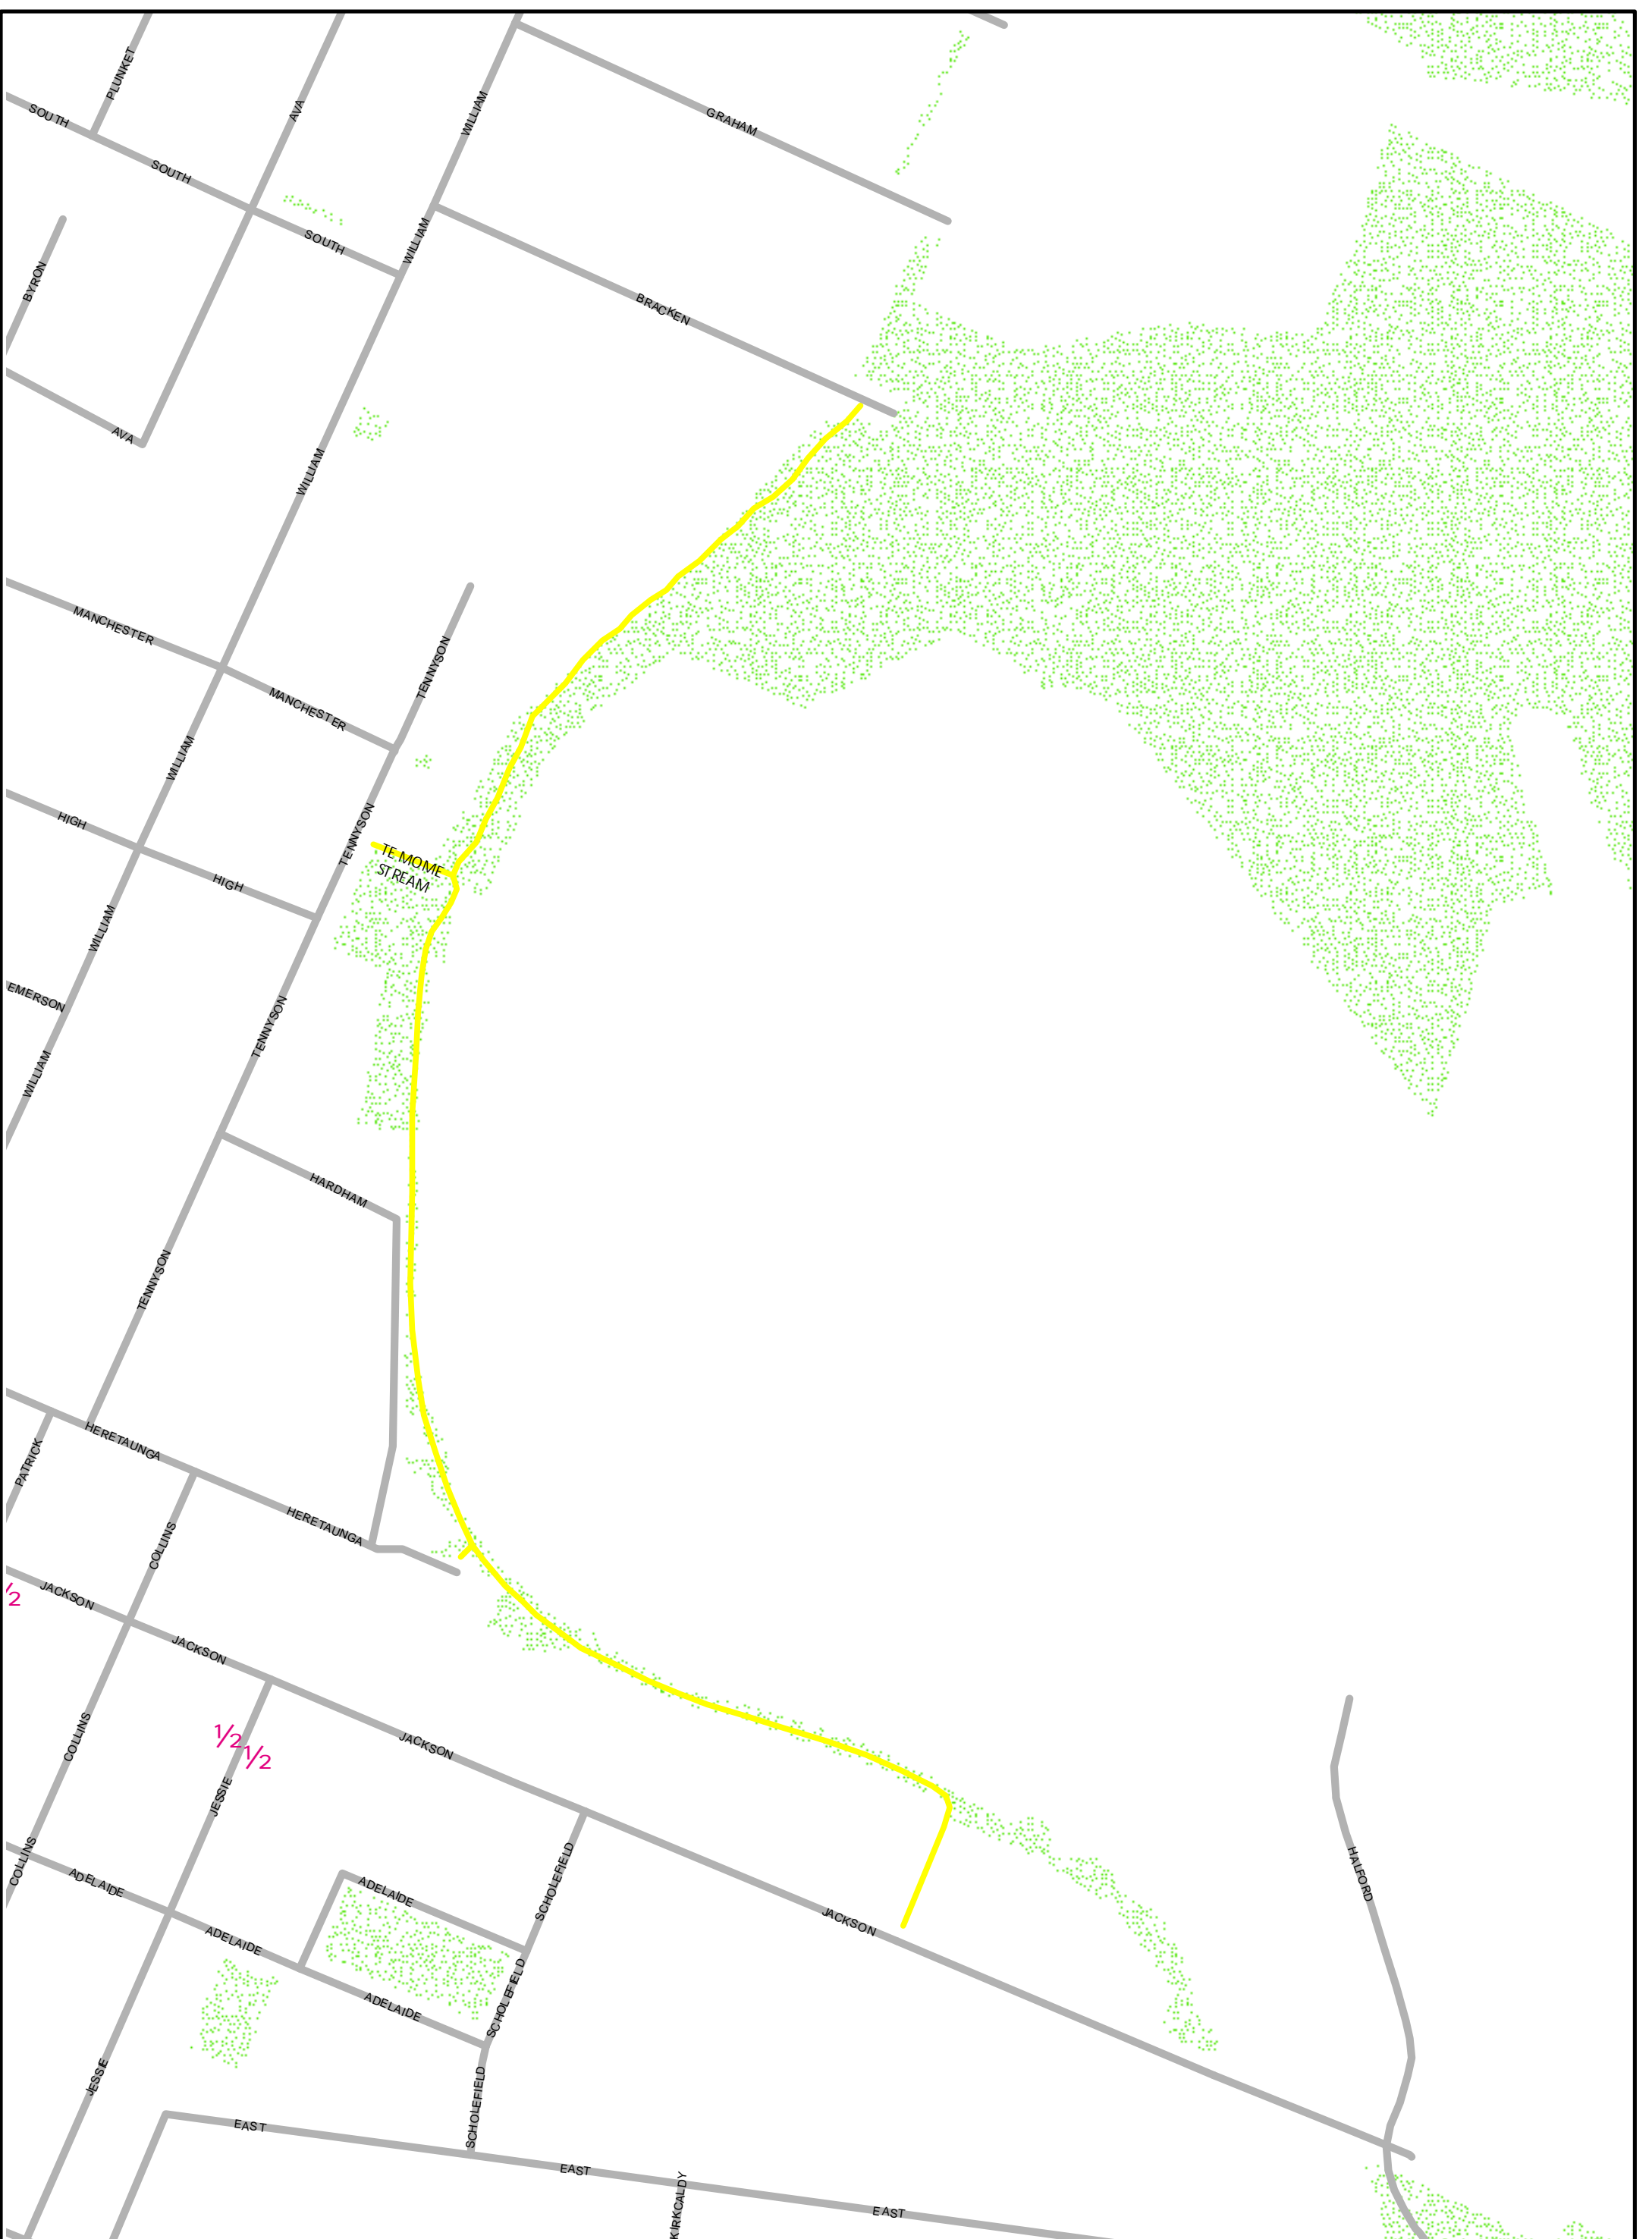 PLUNKET
AVA
WILLIAM
SOUTH
GRAHAM
SOUTH
WILLIAM
SOUTH
BYRON
BRACKEN
AVA
WILLIAM
MANCHESTER
TENNYSON
MANCHESTER
WILLIAM
HIGH
TENNYSON
TE MOME
STREAM
HIGH
WILLIAM
EMERSON
TENNYSON
WILLIAM
HARDHAM
TENNYSON
HERETAUNGA
PATRICK
HERETAUNGA
COLLINS
½
JACKSON
JACKSON
COLLINS
½
½
JACKSON
JESSIE
COLLINS
ADELAIDE
ADELAIDE
SCHOLEFIELD
HALFORD
JACKSON
ADELAIDE
SCHOLEFIELD
ADELAIDE
JESSIE
SCHOLEFIELD
EAST
EAST
KIRKCALDY
EAST